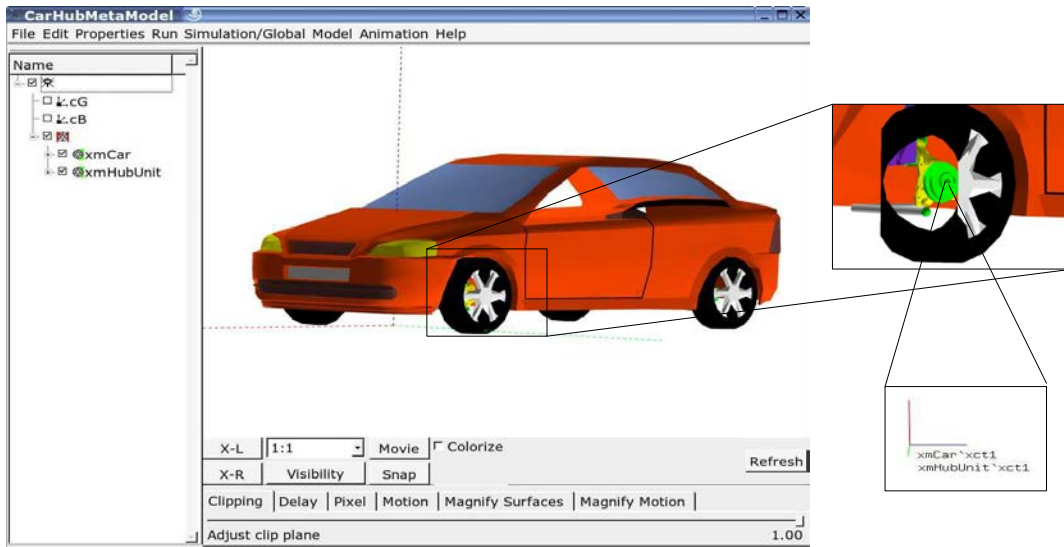 CarHubMetaModel
File Edit Properties Run Simulation/Global Model Animation Help
Name
cG
cB
xmCar
xmHubUnit
X-L 1:1 Movie Colorize
X-R Visibility Snap Refresh
Clipping Delay Pixel Motion Magnify Surfaces Magnify Motion
Adjust clip plane 1.00
xmCar`xct1
xmHubUnit`xct1